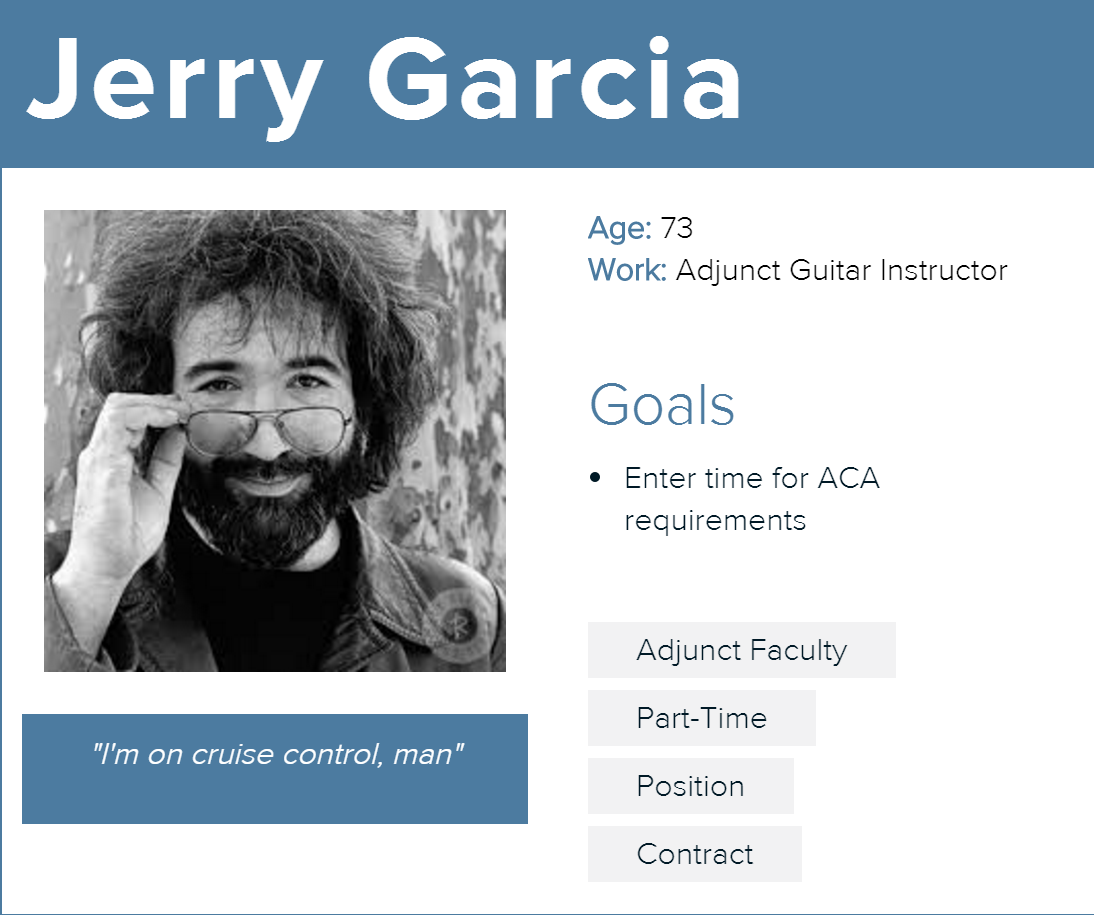 Jerry Garcia
Age: 73
Work: Adjunct Guitar Instructor
Goals
• Enter time for ACA
requirements
Adjunct Faculty
Part-Time
Position
Contract
"I'm on cruise control, man"